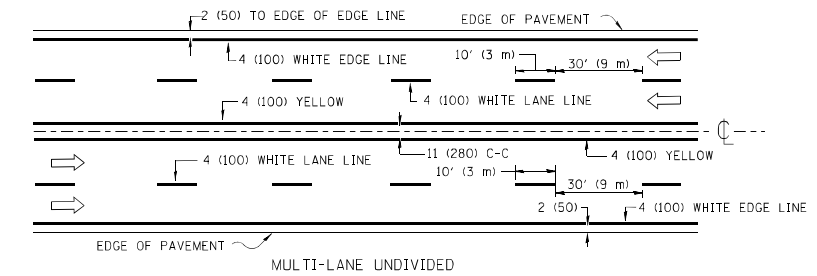 2 (50) TO EDGE OF EDGE LINE
EDGE OF PAVEMENT
4 (100) WHITE EDGE LINE
10' (3 m)
30' (9 m)
4 (100) YELLOW
4 (100) WHITE LANE LINE
℄
4 (100) WHITE LANE LINE
11 (280) C-C
4 (100) YELLOW
10' (3 m)
30' (9 m)
2 (50)
4 (100) WHITE EDGE LINE
EDGE OF PAVEMENT
MULTI-LANE UNDIVIDED